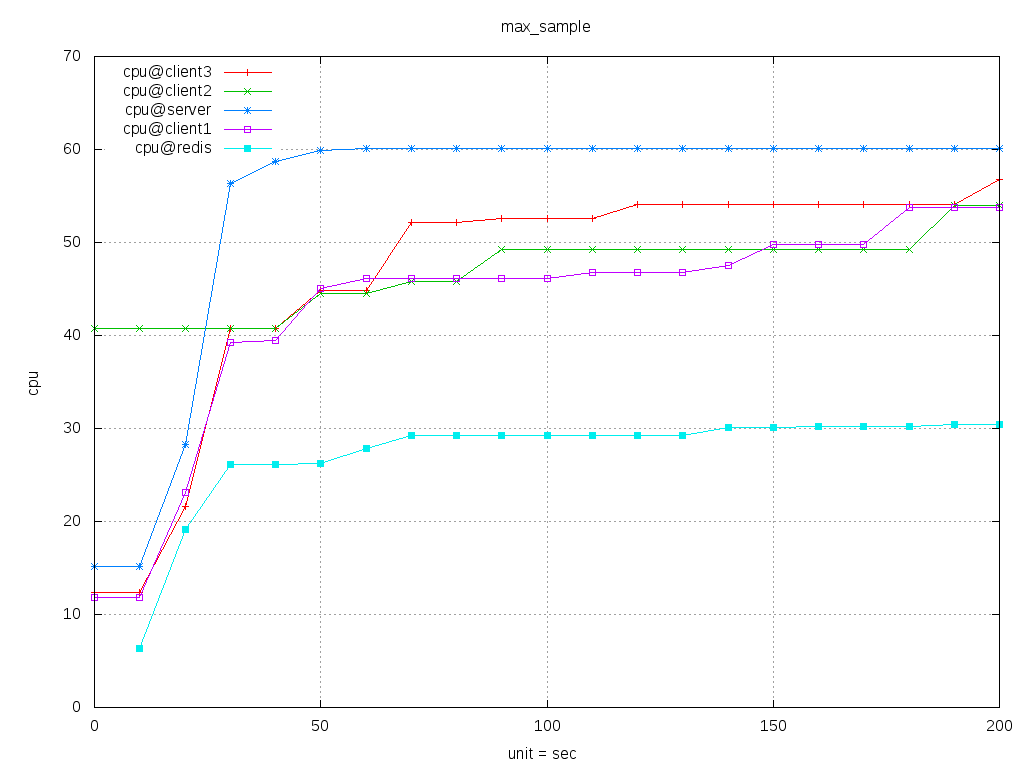 max_sample
70
60
50
40
30
20
10
0
cpu@client3
cpu@client2
cpu@server
cpu@client1
cpu@redis
cpu
0 50 100 150 200
unit = sec